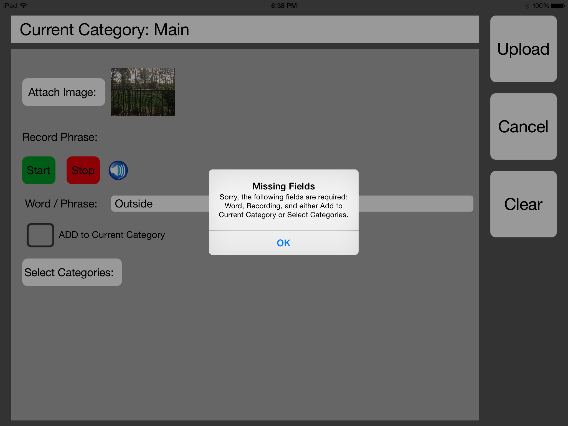 iPad 6:38 PM 100%
Current Category: Main
Upload
Attach Image:
Cancel
Record Phrase:
Start Stop
Word / Phrase: Outside
ADD to Current Category
Select Categories:
Clear
Missing Fields
Sorry, the following fields are required:
Word, Recording, and either Add to
Current Category or Select Categories.
OK